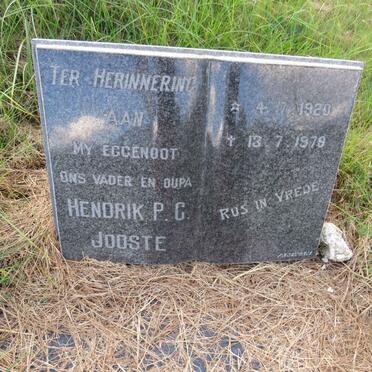 TER HERINNERING
AAN
MY EGGENOOT
ONS VADER EN OUPA
HENDRIK P. C.
JOOSTE
* 4. 7. 1920
† 13. 7. 1978
RUS IN VREDE